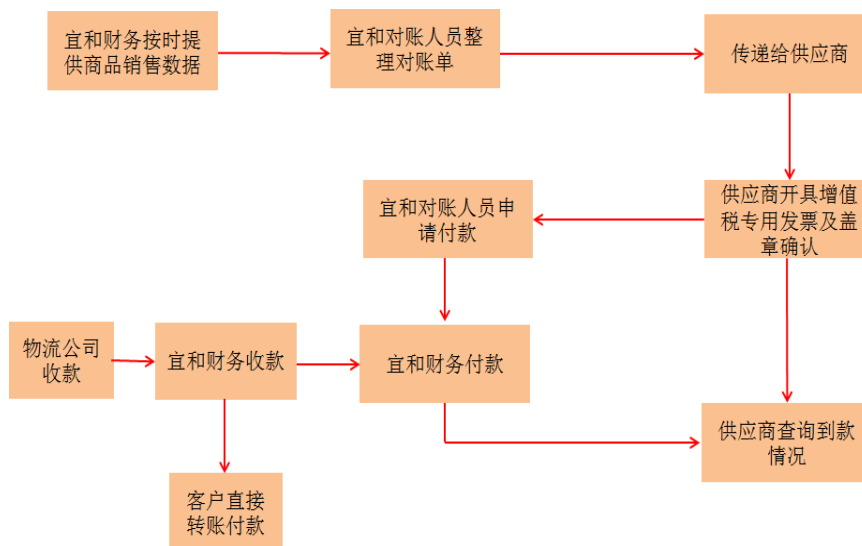 宜和财务按时提
供商品销售数据
宜和对账人员整
理对账单
传递给供应商
宜和对账人员申
请付款
供应商开具增值
税专用发票及盖
章确认
物流公司
收款
宜和财务收款
宜和财务付款
供应商查询到款
情况
客户直接
转账付款